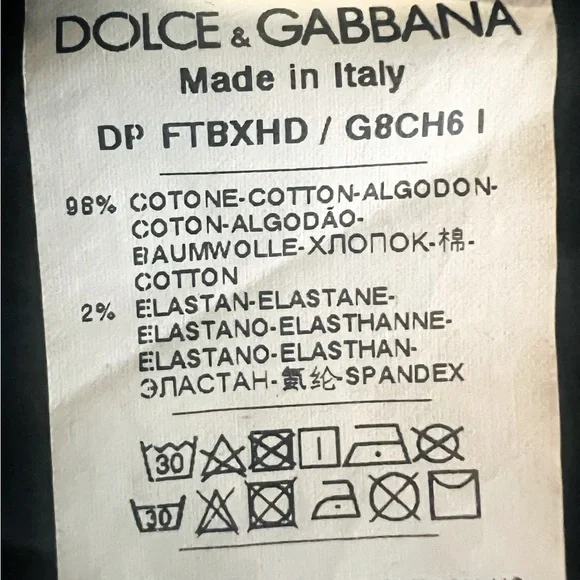 DOLCE & GABBANA
Made in Italy
DP FTBXHD / G8CH6 I
98% COTONE-COTTON-ALGODON-
COTON-ALGODÃO-
BAUMWOLLE-ХЛОПОК-棉-
COTTON
2% ELASTAN-ELASTANE-
ELASTANO-ELASTHANNE-
ELASTANO-ELASTHAN-
ЭЛАСТАН-氨纶-SPANDEX
30
30